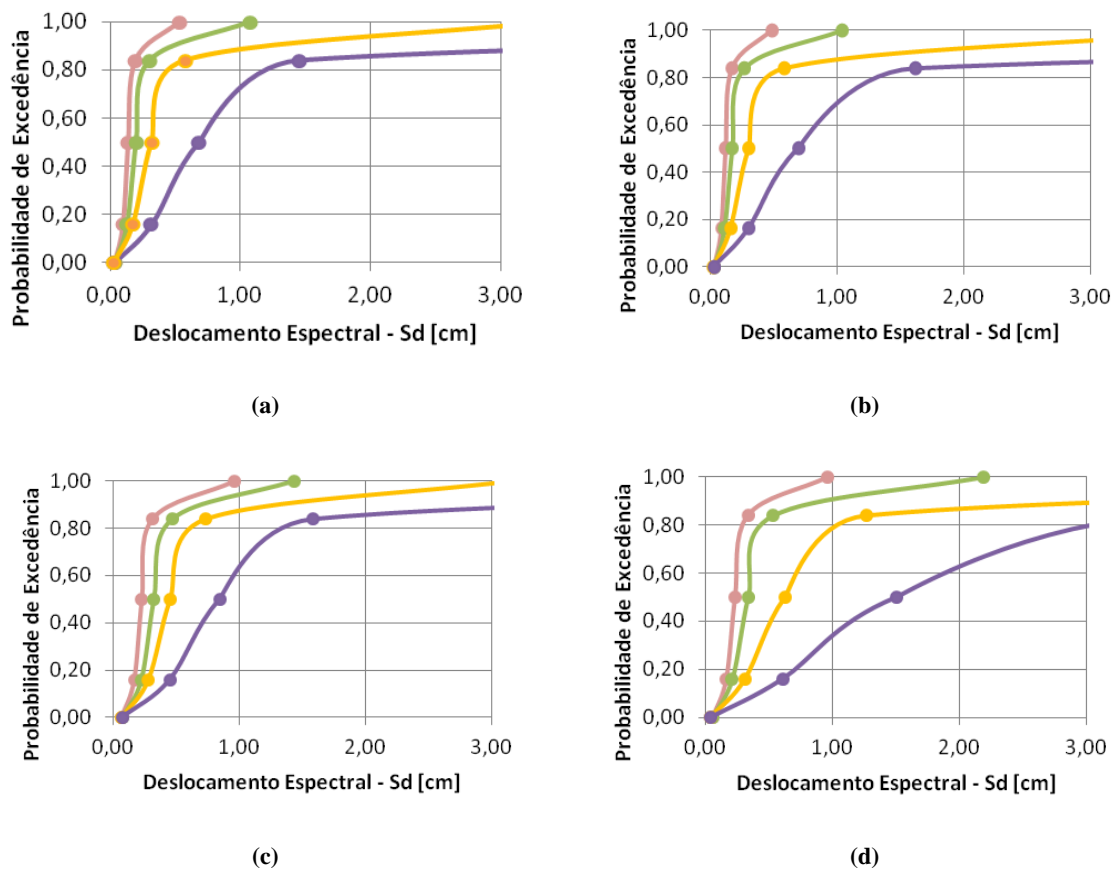 Probabilidade de Excedência
1,00
0,80
0,60
0,40
0,20
0,00
0,00 1,00 2,00 3,00
Deslocamento Espectral - Sd [cm]
(a)
Probabilidade de Excedência
1,00
0,80
0,60
0,40
0,20
0,00
0,00 1,00 2,00 3,00
Deslocamento Espectral - Sd [cm]
(b)
Probabilidade de Excedência
1,00
0,80
0,60
0,40
0,20
0,00
0,00 1,00 2,00 3,00
Deslocamento Espectral - Sd [cm]
(c)
Probabilidade de Excedência
1,00
0,80
0,60
0,40
0,20
0,00
0,00 1,00 2,00 3,00
Deslocamento Espectral - Sd [cm]
(d)